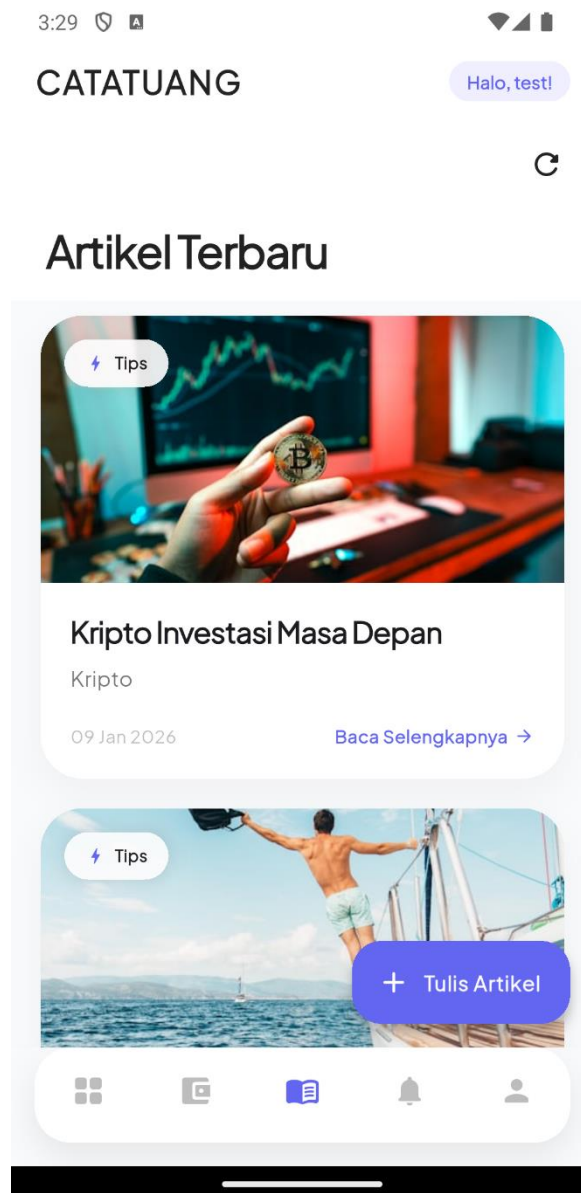 3:29
CATATUANG
Halo, test!
Artikel Terbaru
Tips
Kripto Investasi Masa Depan
Kripto
09 Jan 2026
Baca Selengkapnya →
Tips
+ Tulis Artikel